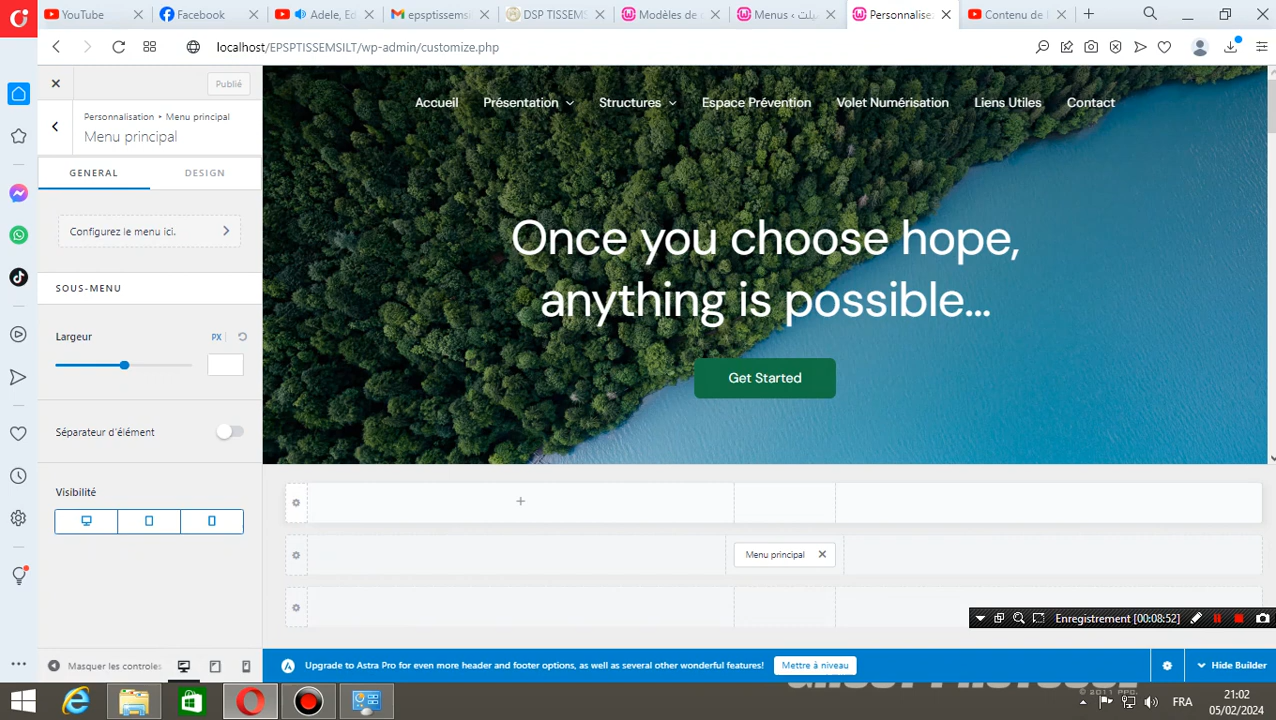 YouTube
Facebook
Adele, Ed
epsptissemsi
DSP TISSEMS
Modèles de
Menus ‹
Personnalise
Contenu de
localhost/EPSPTISSEMSILT/wp-admin/customize.php
Publié
Personnalisation • Menu principal
Menu principal
GENERAL
DESIGN
Configurez le menu ici.
SOUS-MENU
Largeur
PX
Séparateur d'élément
Visibilité
Masquer les controles
Accueil
Présentation
Structures
Espace Prévention
Volet Numérisation
Liens Utiles
Contact
Once you choose hope,
anything is possible...
Get Started
Menu principal
Enregistrement [00:08:52]
Upgrade to Astra Pro for even more header and footer options, as well as several other wonderful features!
Mettre à niveau
Hide Builder
© 2011 PPG.
FRA
21:02
05/02/2024